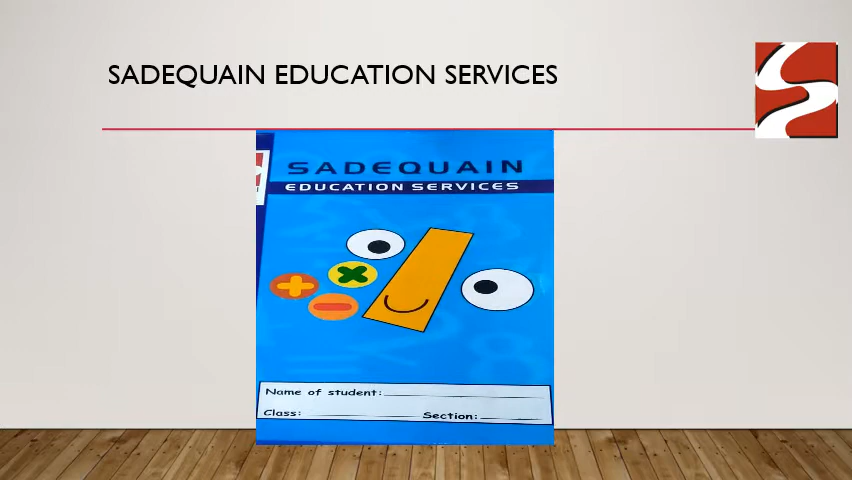 SADEQUAIN EDUCATION SERVICES
SADEQUAIN
EDUCATION SERVICES
Name of student:
Class: Section: